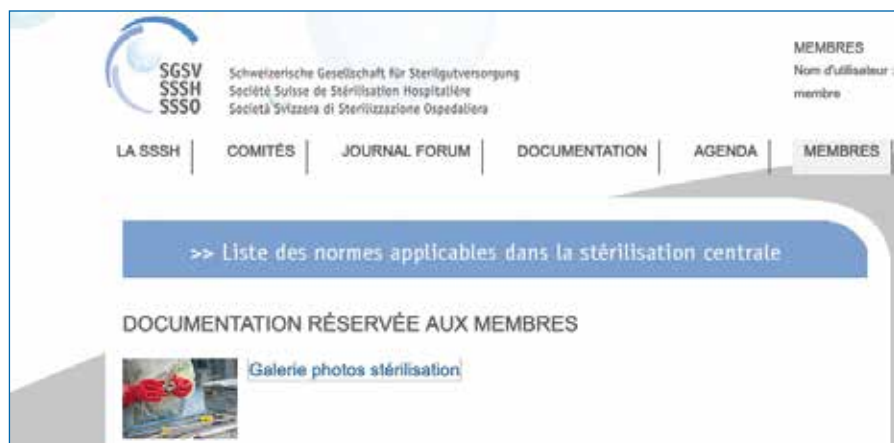 SGSV
SSSH
SSSO
Schweizerische Gesellschaft für Sterilgutversorgung
Société Suisse de Stérilisation Hospitalière
Società Svizzera di Sterilizzazione Ospedaliera
MEMBRES
Nom d'utilisateur :
membre
LA SSSH
COMITÉS
JOURNAL FORUM
DOCUMENTATION
AGENDA
MEMBRES
>> Liste des normes applicables dans la stérilisation centrale
DOCUMENTATION RÉSERVÉE AUX MEMBRES
Galerie photos stérilisation